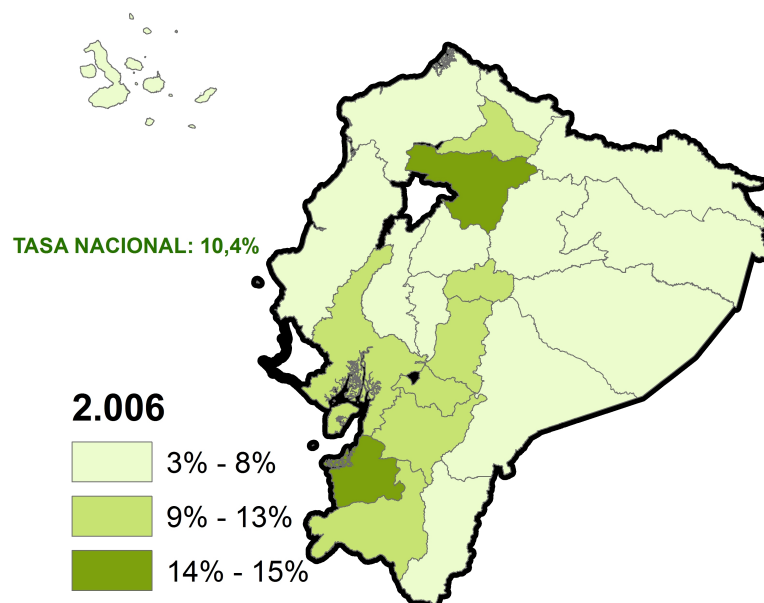 TASA NACIONAL: 10,4%
2.006
3% - 8%
9% - 13%
14% - 15%